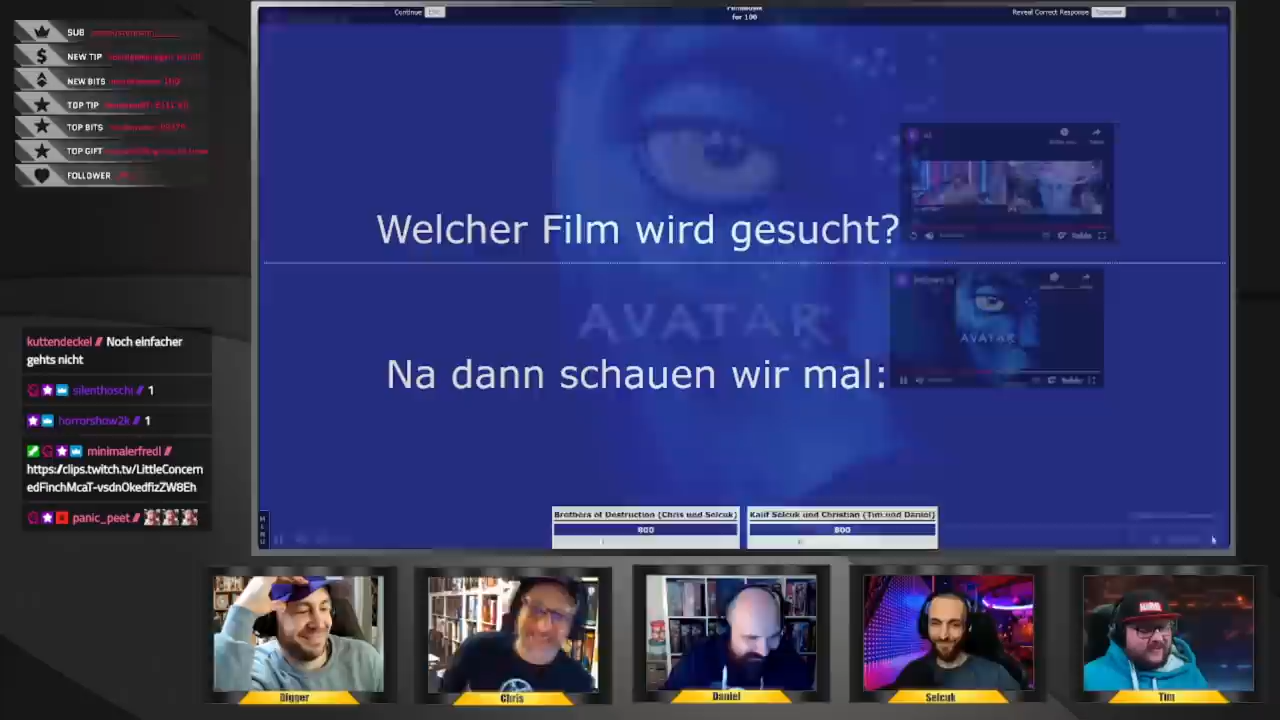 Continue
for 100
Reveal Correct Response
SUB
NEW TIP
NEW BITS
TOP TIP
TOP BITS
TOP GIFT
FOLLOWER
Welcher Film wird gesucht?
AVATAR
Na dann schauen wir mal:
AVATAR
kuttendeckel // Noch einfacher
gehts nicht
silenthoschi // 1
horrorshow2k // 1
minimalerfredl //
https://clips.twitch.tv/LittleConcern
edFinchMcaT-vsdnOkedfizZW8Eh
panic_peet //
MENU
Brothers of Destruction (Chris und Selcuk)
800
Kalif Selcuk und Christian (Tim und Daniel)
800
Digger
Chris
Daniel
Selcuk
Tim